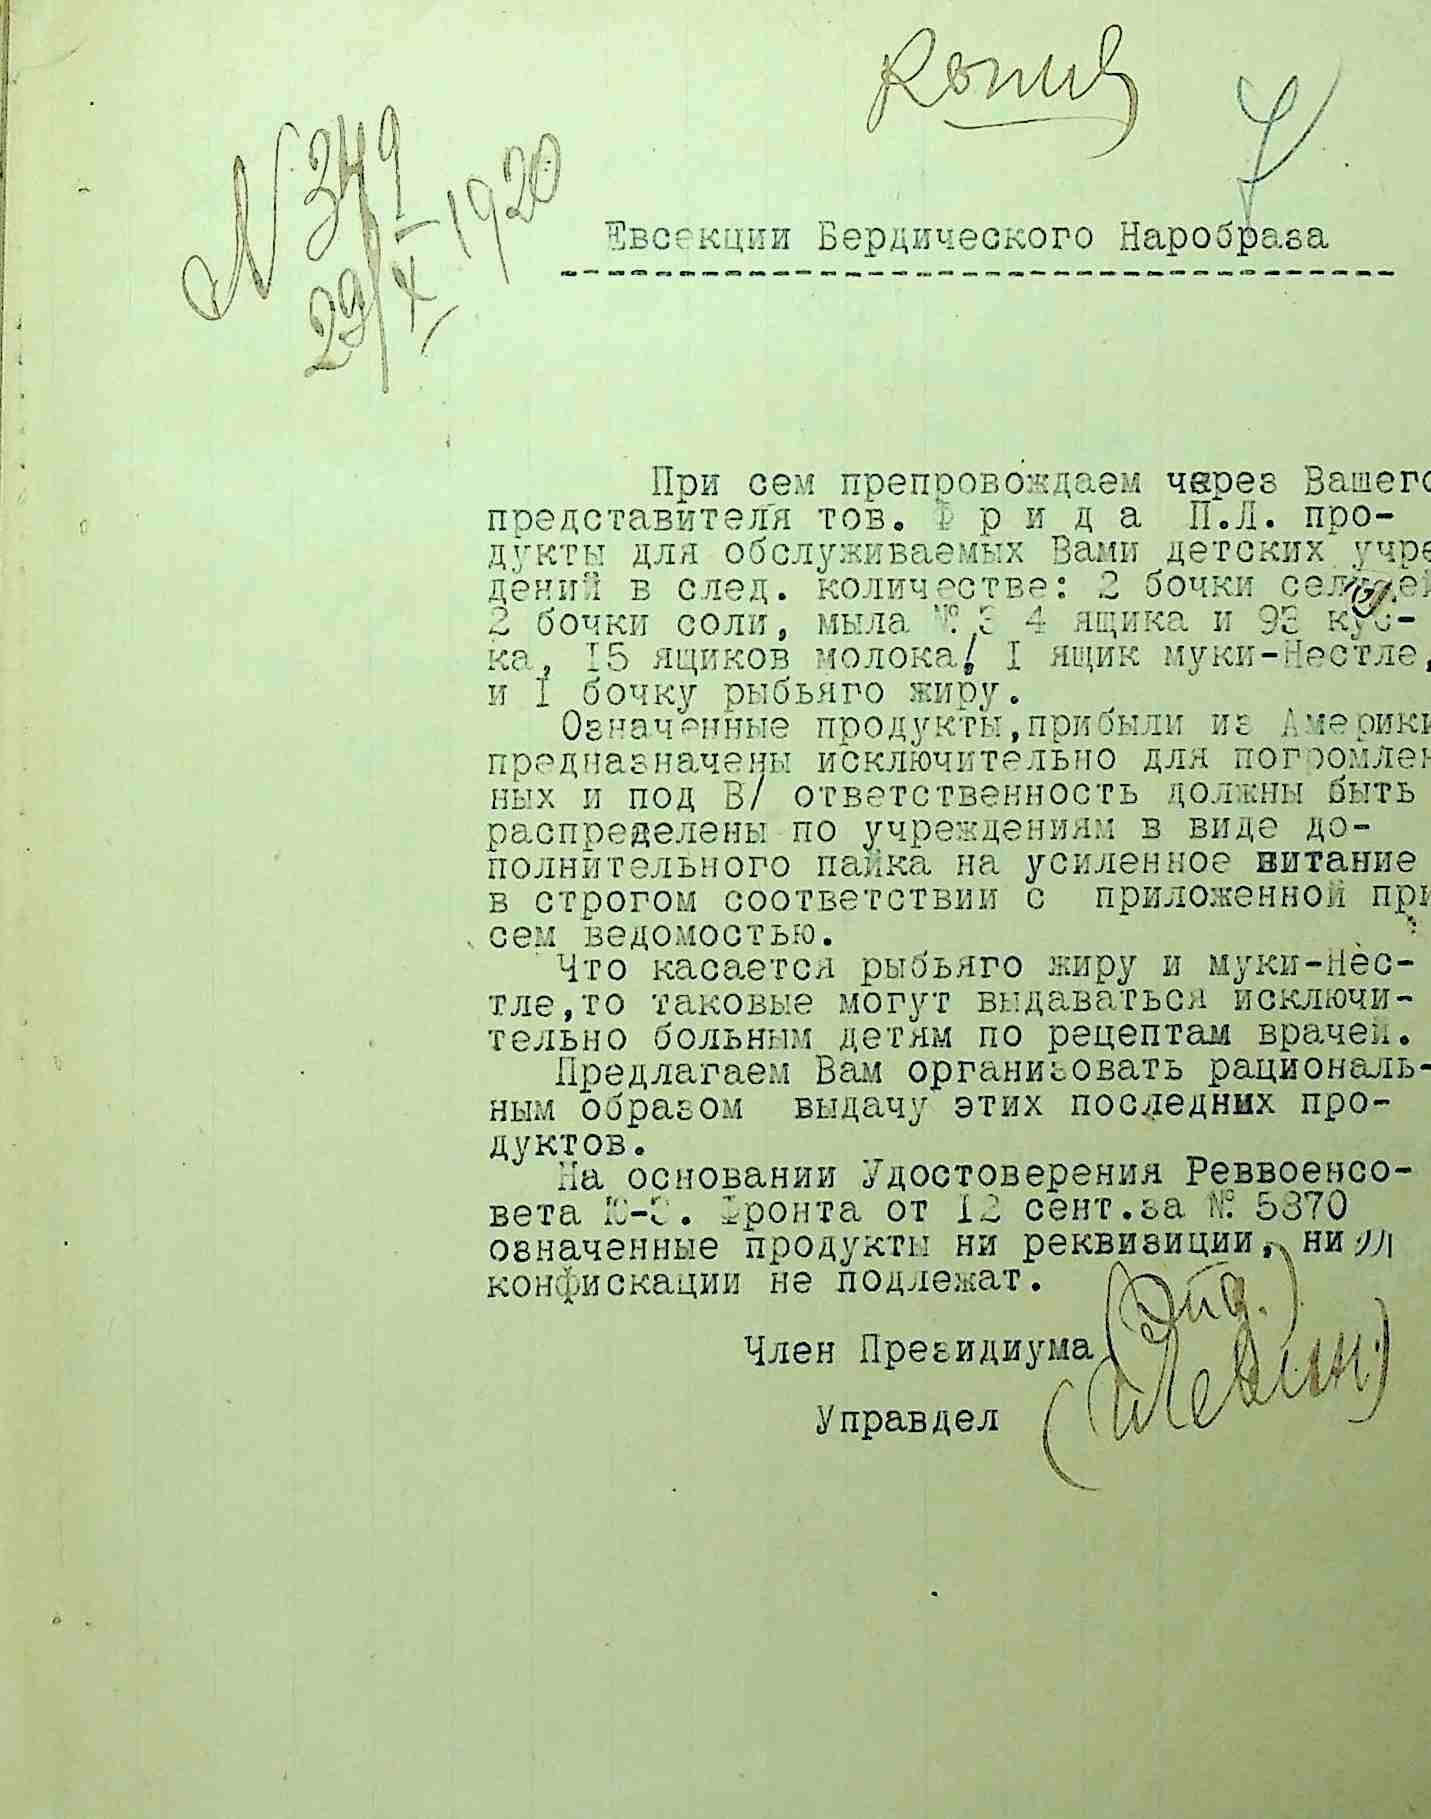 Копия
N 349
29/X 1920
Евсекции Бердического Наробраза
При сем препровождаем через Вашего
представителя тов. Ф р и д а П.Л. про-
дукты для обслуживаемых Вами детских учре
дений в след. количестве: 2 бочки сельдей
2 бочки соли, мыла № 3 4 ящика и 93 кус-
ка, I5 ящиков молока, I ящик муки-Нестле,
и I бочку рыбьяго жиру.
Означенные продукты,прибыли из Америки
предназначены исключительно для погромлен
ных и под В/ ответственность должны быть
распределены по учреждениям в виде до-
полнительного пайка на усиленное витание
в строгом соответствии с приложенной при
сем ведомостью.
Что касается рыбьяго жиру и муки-Нес-
тле,то таковые могут выдаваться исключи-
тельно больным детям по рецептам врачей.
Предлагаем Вам организовать рациональ-
ным образом выдачу этих последних про-
дуктов.
На основании Удостоверения Реввоенсо-
вета Ю-З. Фронта от I2 сент.за № 5870
означенные продукты ни реквизиции, ни
конфискации не подлежат.
Член Президиума
Управдел (Левин)